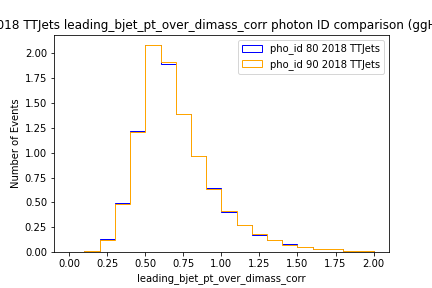 018 TTJets leading_bjet_pt_over_dimass_corr photon ID comparison (ggH
pho_id 80 2018 TTJets
pho_id 90 2018 TTJets
Number of Events
2.00
1.75
1.50
1.25
1.00
0.75
0.50
0.25
0.00
0.00 0.25 0.50 0.75 1.00 1.25 1.50 1.75 2.00
leading_bjet_pt_over_dimass_corr